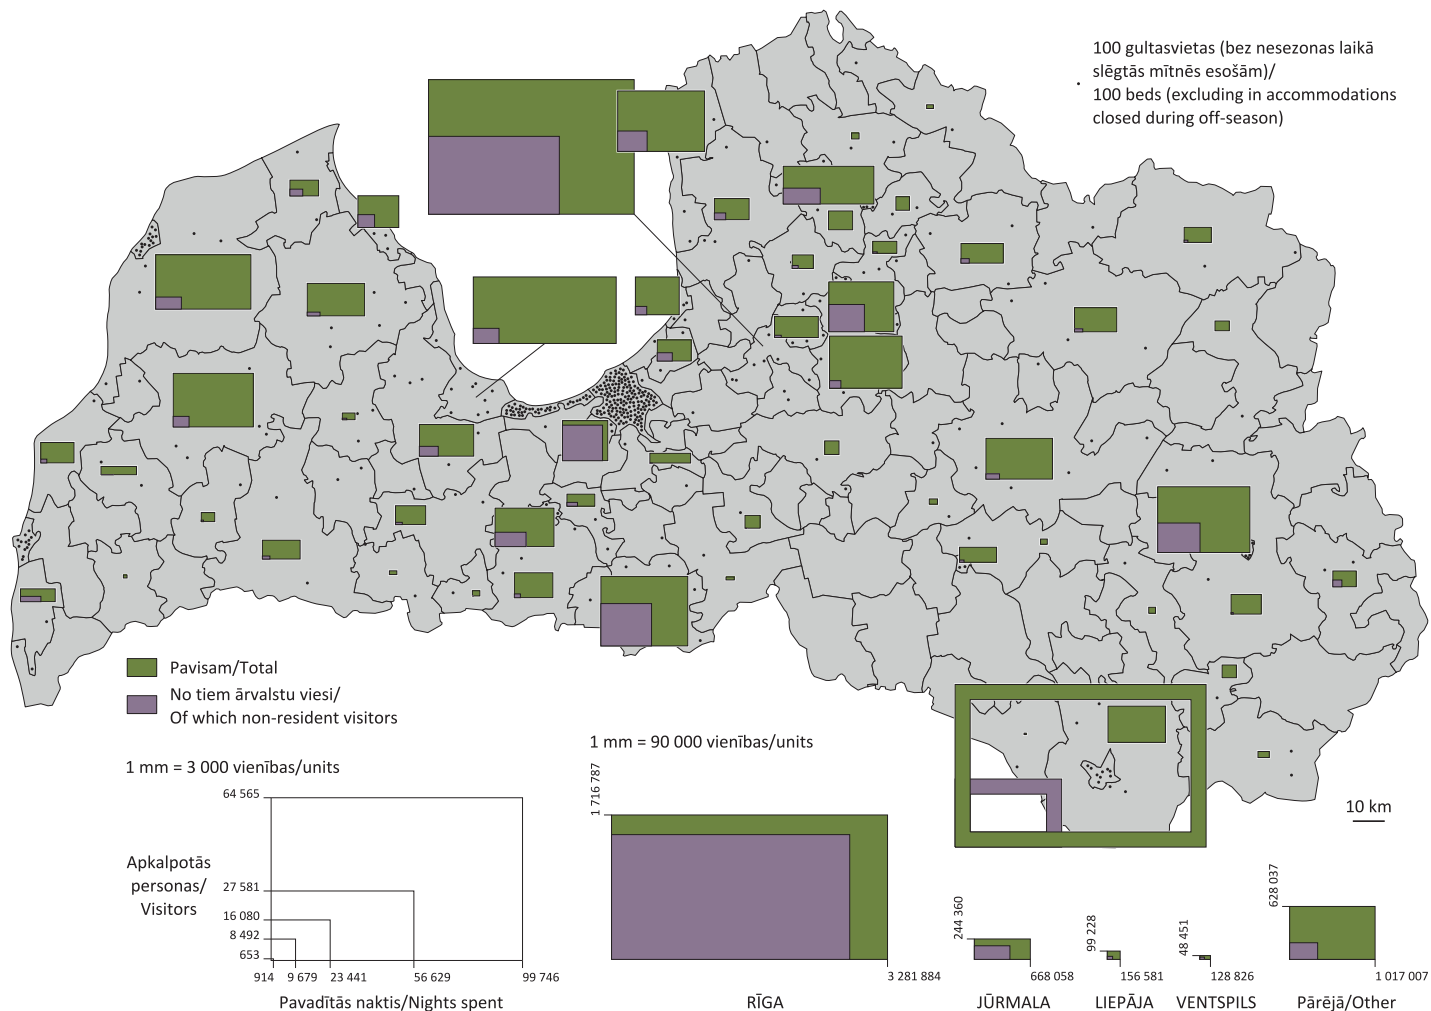 100 gultasvietas (bez nesezonas laikā
slēgtās mītnēs esošām)/
100 beds (excluding in accommodations
closed during off-season)
Pavisam/Total
No tiem ārvalstu viesi/
Of which non-resident visitors
1 mm = 90 000 vienības/units
1 mm = 3 000 vienības/units
10 km
64 565
27 581
16 080
8 492
653
Apkalpotās
personas/
Visitors
914 9 679 23 441 56 629 99 746
Pavadītās naktis/Nights spent
1 716 787
3 281 884
RĪGA
244 360
668 058
JŪRMALA
99 228
156 581
LIEPĀJA
48 451
128 826
VENTSPILS
628 037
1 017 007
Pārējā/Other